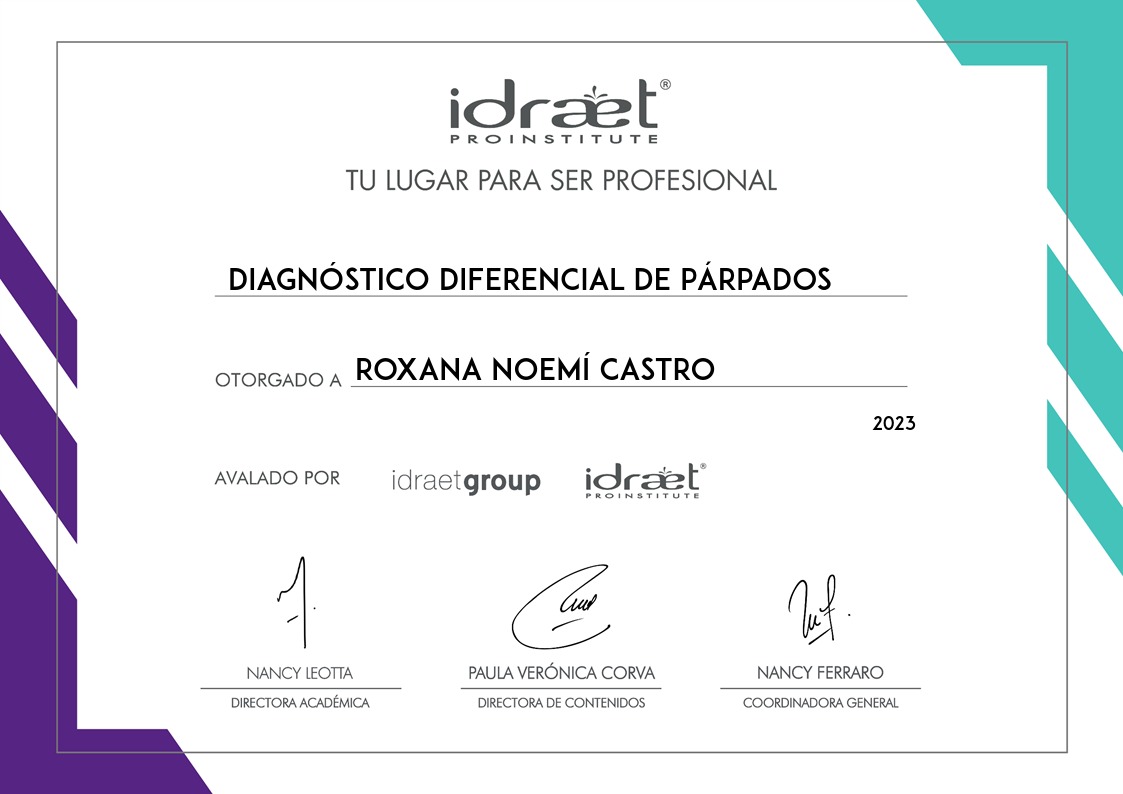 idraet®
PROINSTITUTE
TU LUGAR PARA SER PROFESIONAL
DIAGNÓSTICO DIFERENCIAL DE PÁRPADOS
OTORGADO A ROXANA NOEMÍ CASTRO
2023
AVALADO POR idraetgroup idraet®
PROINSTITUTE
NANCY LEOTTA PAULA VERÓNICA CORVA NANCY FERRARO
DIRECTORA ACADÉMICA DIRECTORA DE CONTENIDOS COORDINADORA GENERAL